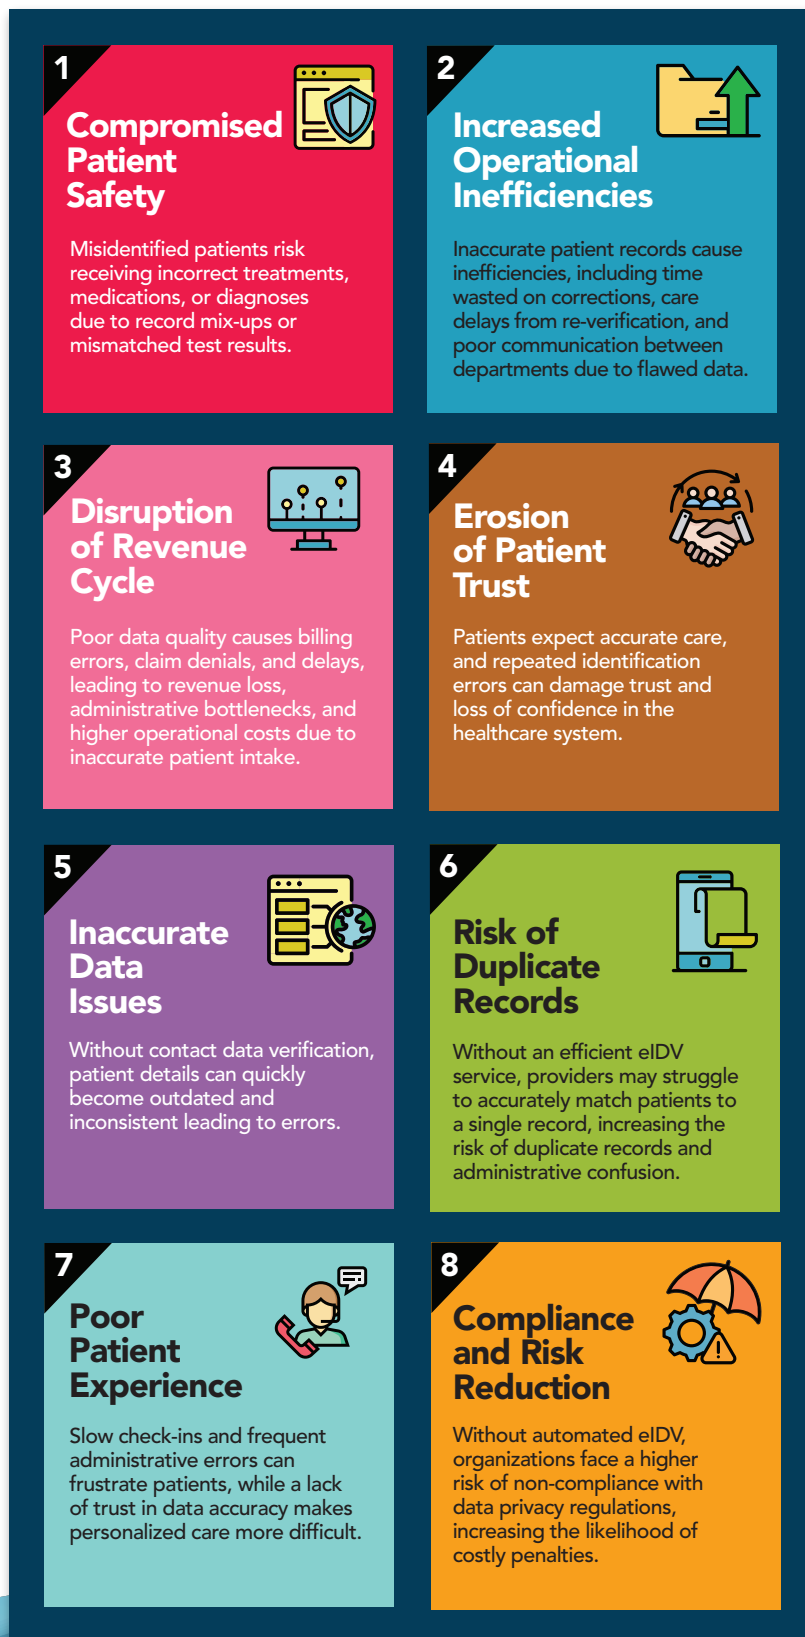 1
Compromised
Patient
Safety
Misidentified patients risk
receiving incorrect treatments,
medications, or diagnoses
due to record mix-ups or
mismatched test results.
2
Increased
Operational
Inefficiencies
Inaccurate patient records cause
inefficiencies, including time
wasted on corrections, care
delays from re-verification, and
poor communication between
departments due to flawed data.
3
Disruption
of Revenue
Cycle
Poor data quality causes billing
errors, claim denials, and delays,
leading to revenue loss,
administrative bottlenecks, and
higher operational costs due to
inaccurate patient intake.
4
Erosion
of Patient
Trust
Patients expect accurate care,
and repeated identification
errors can damage trust and
loss of confidence in the
healthcare system.
5
Inaccurate
Data
Issues
Without contact data verification,
patient details can quickly
become outdated and
inconsistent leading to errors.
6
Risk of
Duplicate
Records
Without an efficient eIDV
service, providers may struggle
to accurately match patients to
a single record, increasing the
risk of duplicate records and
administrative confusion.
7
Poor
Patient
Experience
Slow check-ins and frequent
administrative errors can
frustrate patients, while a lack
of trust in data accuracy makes
personalized care more difficult.
8
Compliance
and Risk
Reduction
Without automated eIDV,
organizations face a higher
risk of non-compliance with
data privacy regulations,
increasing the likelihood of
costly penalties.